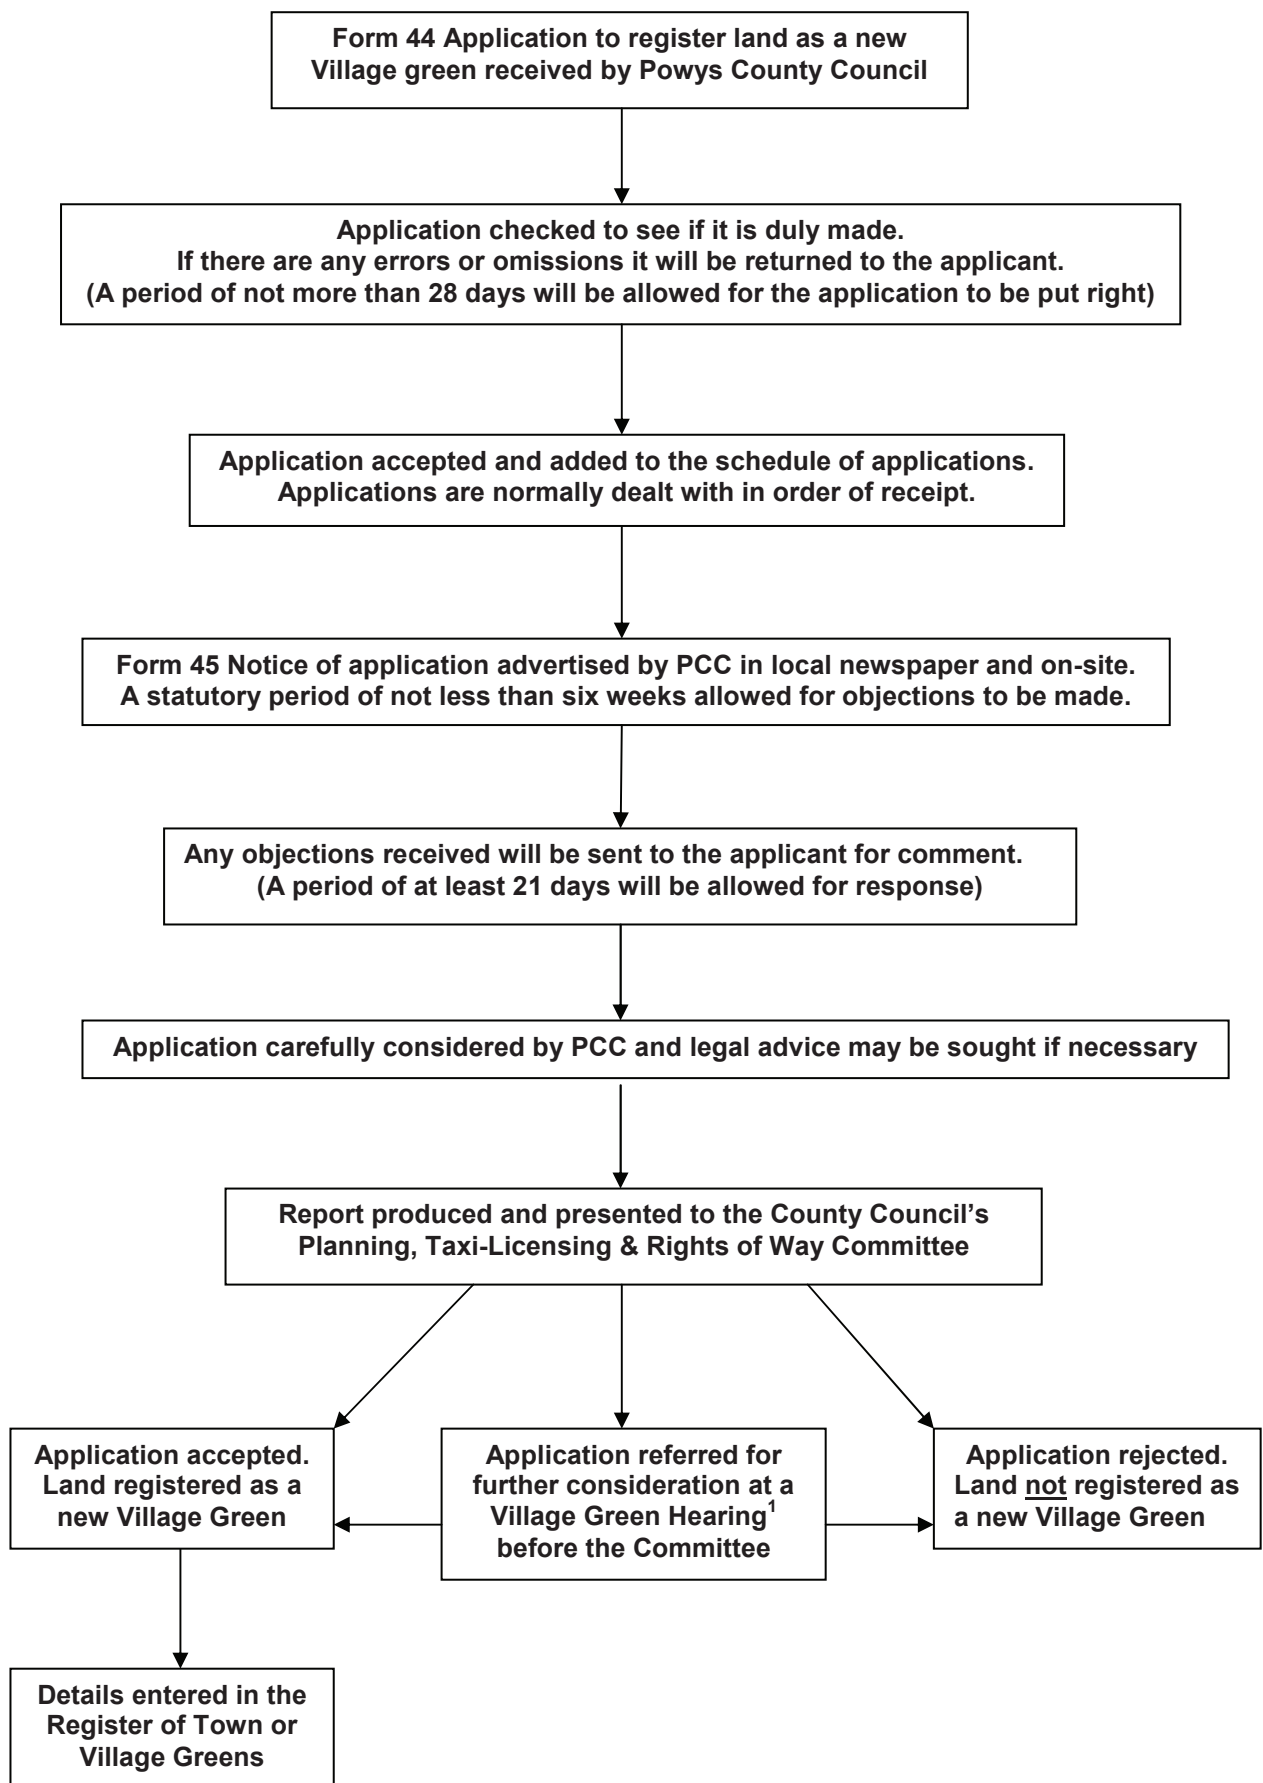 Form 44 Application to register land as a new
Village green received by Powys County Council
Application checked to see if it is duly made.
If there are any errors or omissions it will be returned to the applicant.
(A period of not more than 28 days will be allowed for the application to be put right)
Application accepted and added to the schedule of applications.
Applications are normally dealt with in order of receipt.
Form 45 Notice of application advertised by PCC in local newspaper and on-site.
A statutory period of not less than six weeks allowed for objections to be made.
Any objections received will be sent to the applicant for comment.
(A period of at least 21 days will be allowed for response)
Application carefully considered by PCC and legal advice may be sought if necessary
Report produced and presented to the County Council’s
Planning, Taxi-Licensing & Rights of Way Committee
Application accepted.
Land registered as a
new Village Green
Application referred for
further consideration at a
Village Green Hearing¹
before the Committee
Application rejected.
Land not registered as
a new Village Green
Details entered in the
Register of Town or
Village Greens